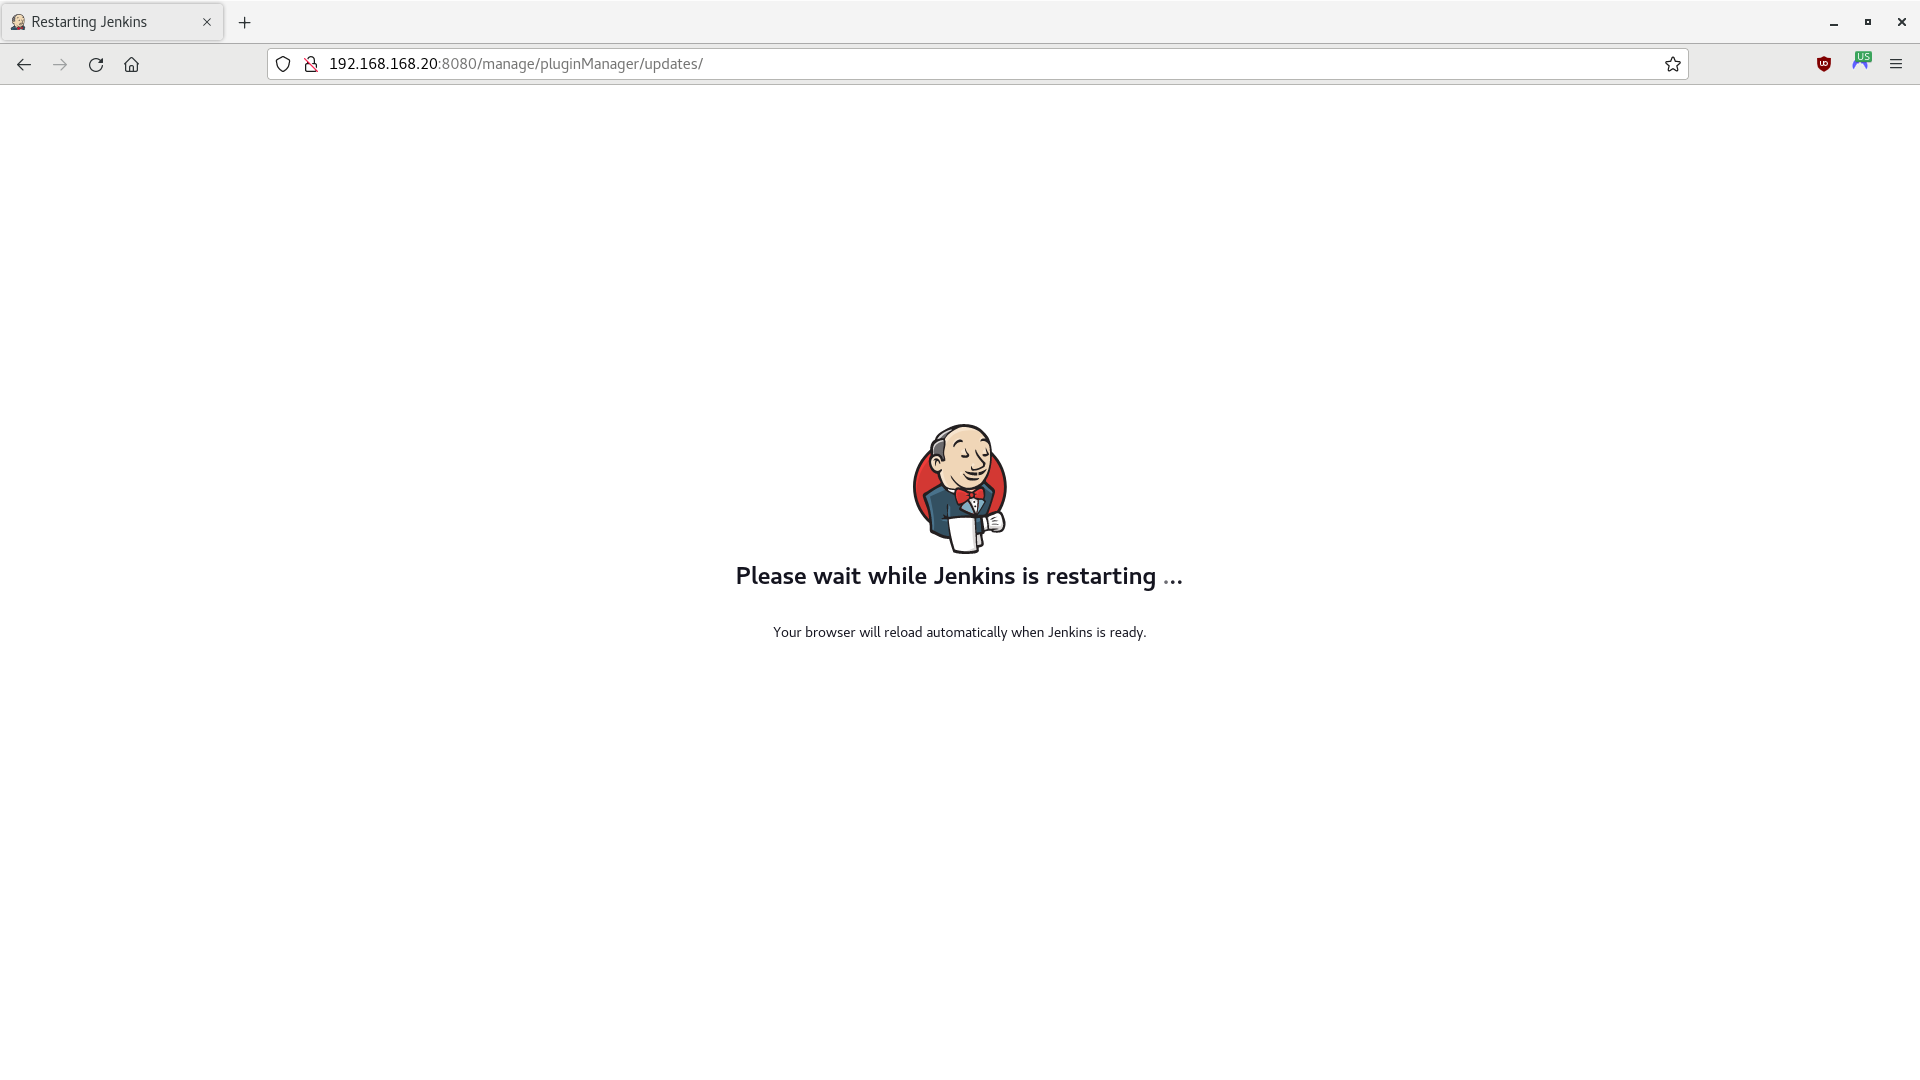 Restarting Jenkins
192.168.168.20:8080/manage/pluginManager/updates/
US
Please wait while Jenkins is restarting ...
Your browser will reload automatically when Jenkins is ready.